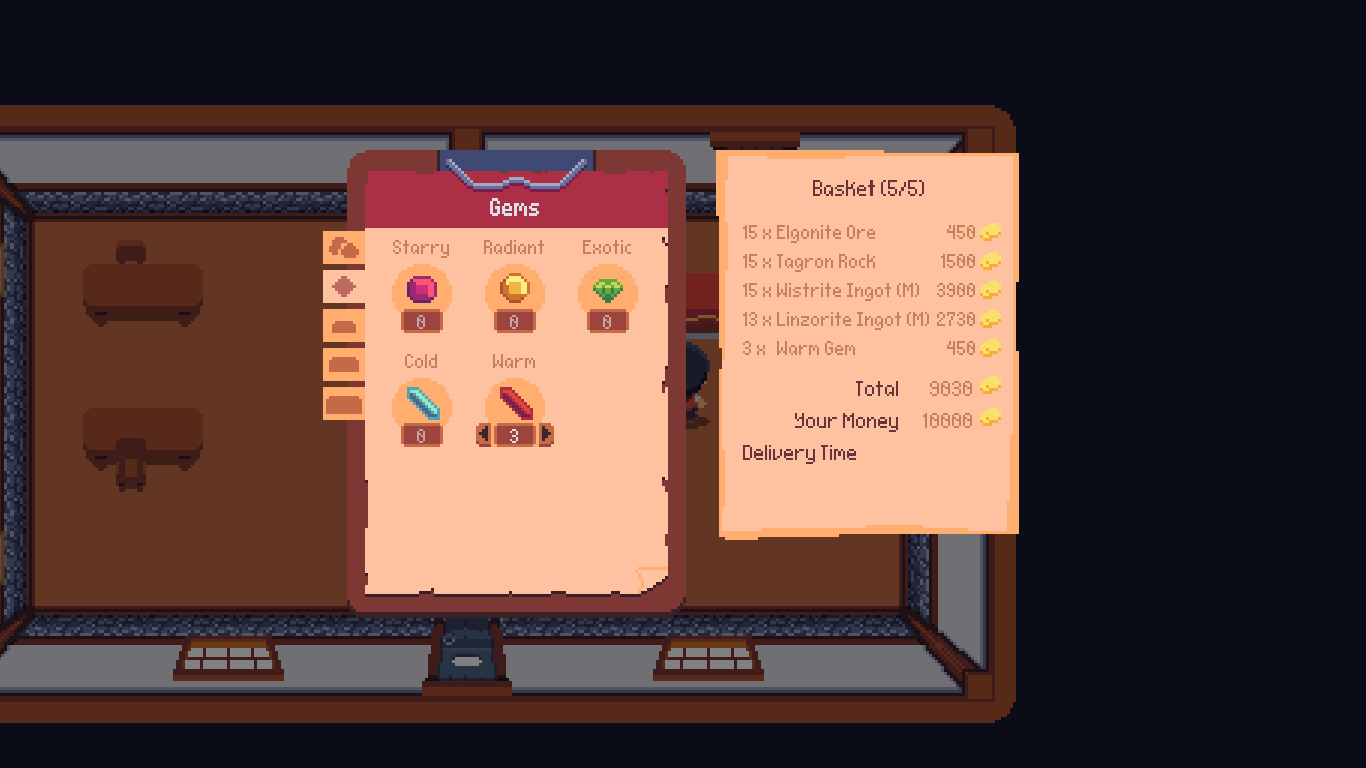 Gems
Starry Radiant Exotic
0 0 0
Cold Warm
0 3
Basket (5/5)
15 x Elgonite Ore 450
15 x Tagron Rock 1500
15 x Wistrite Ingot (M) 3900
13 x Linzorite Ingot (M) 2730
3 x Warm Gem 450
Total 9030
Your Money 10000
Delivery Time